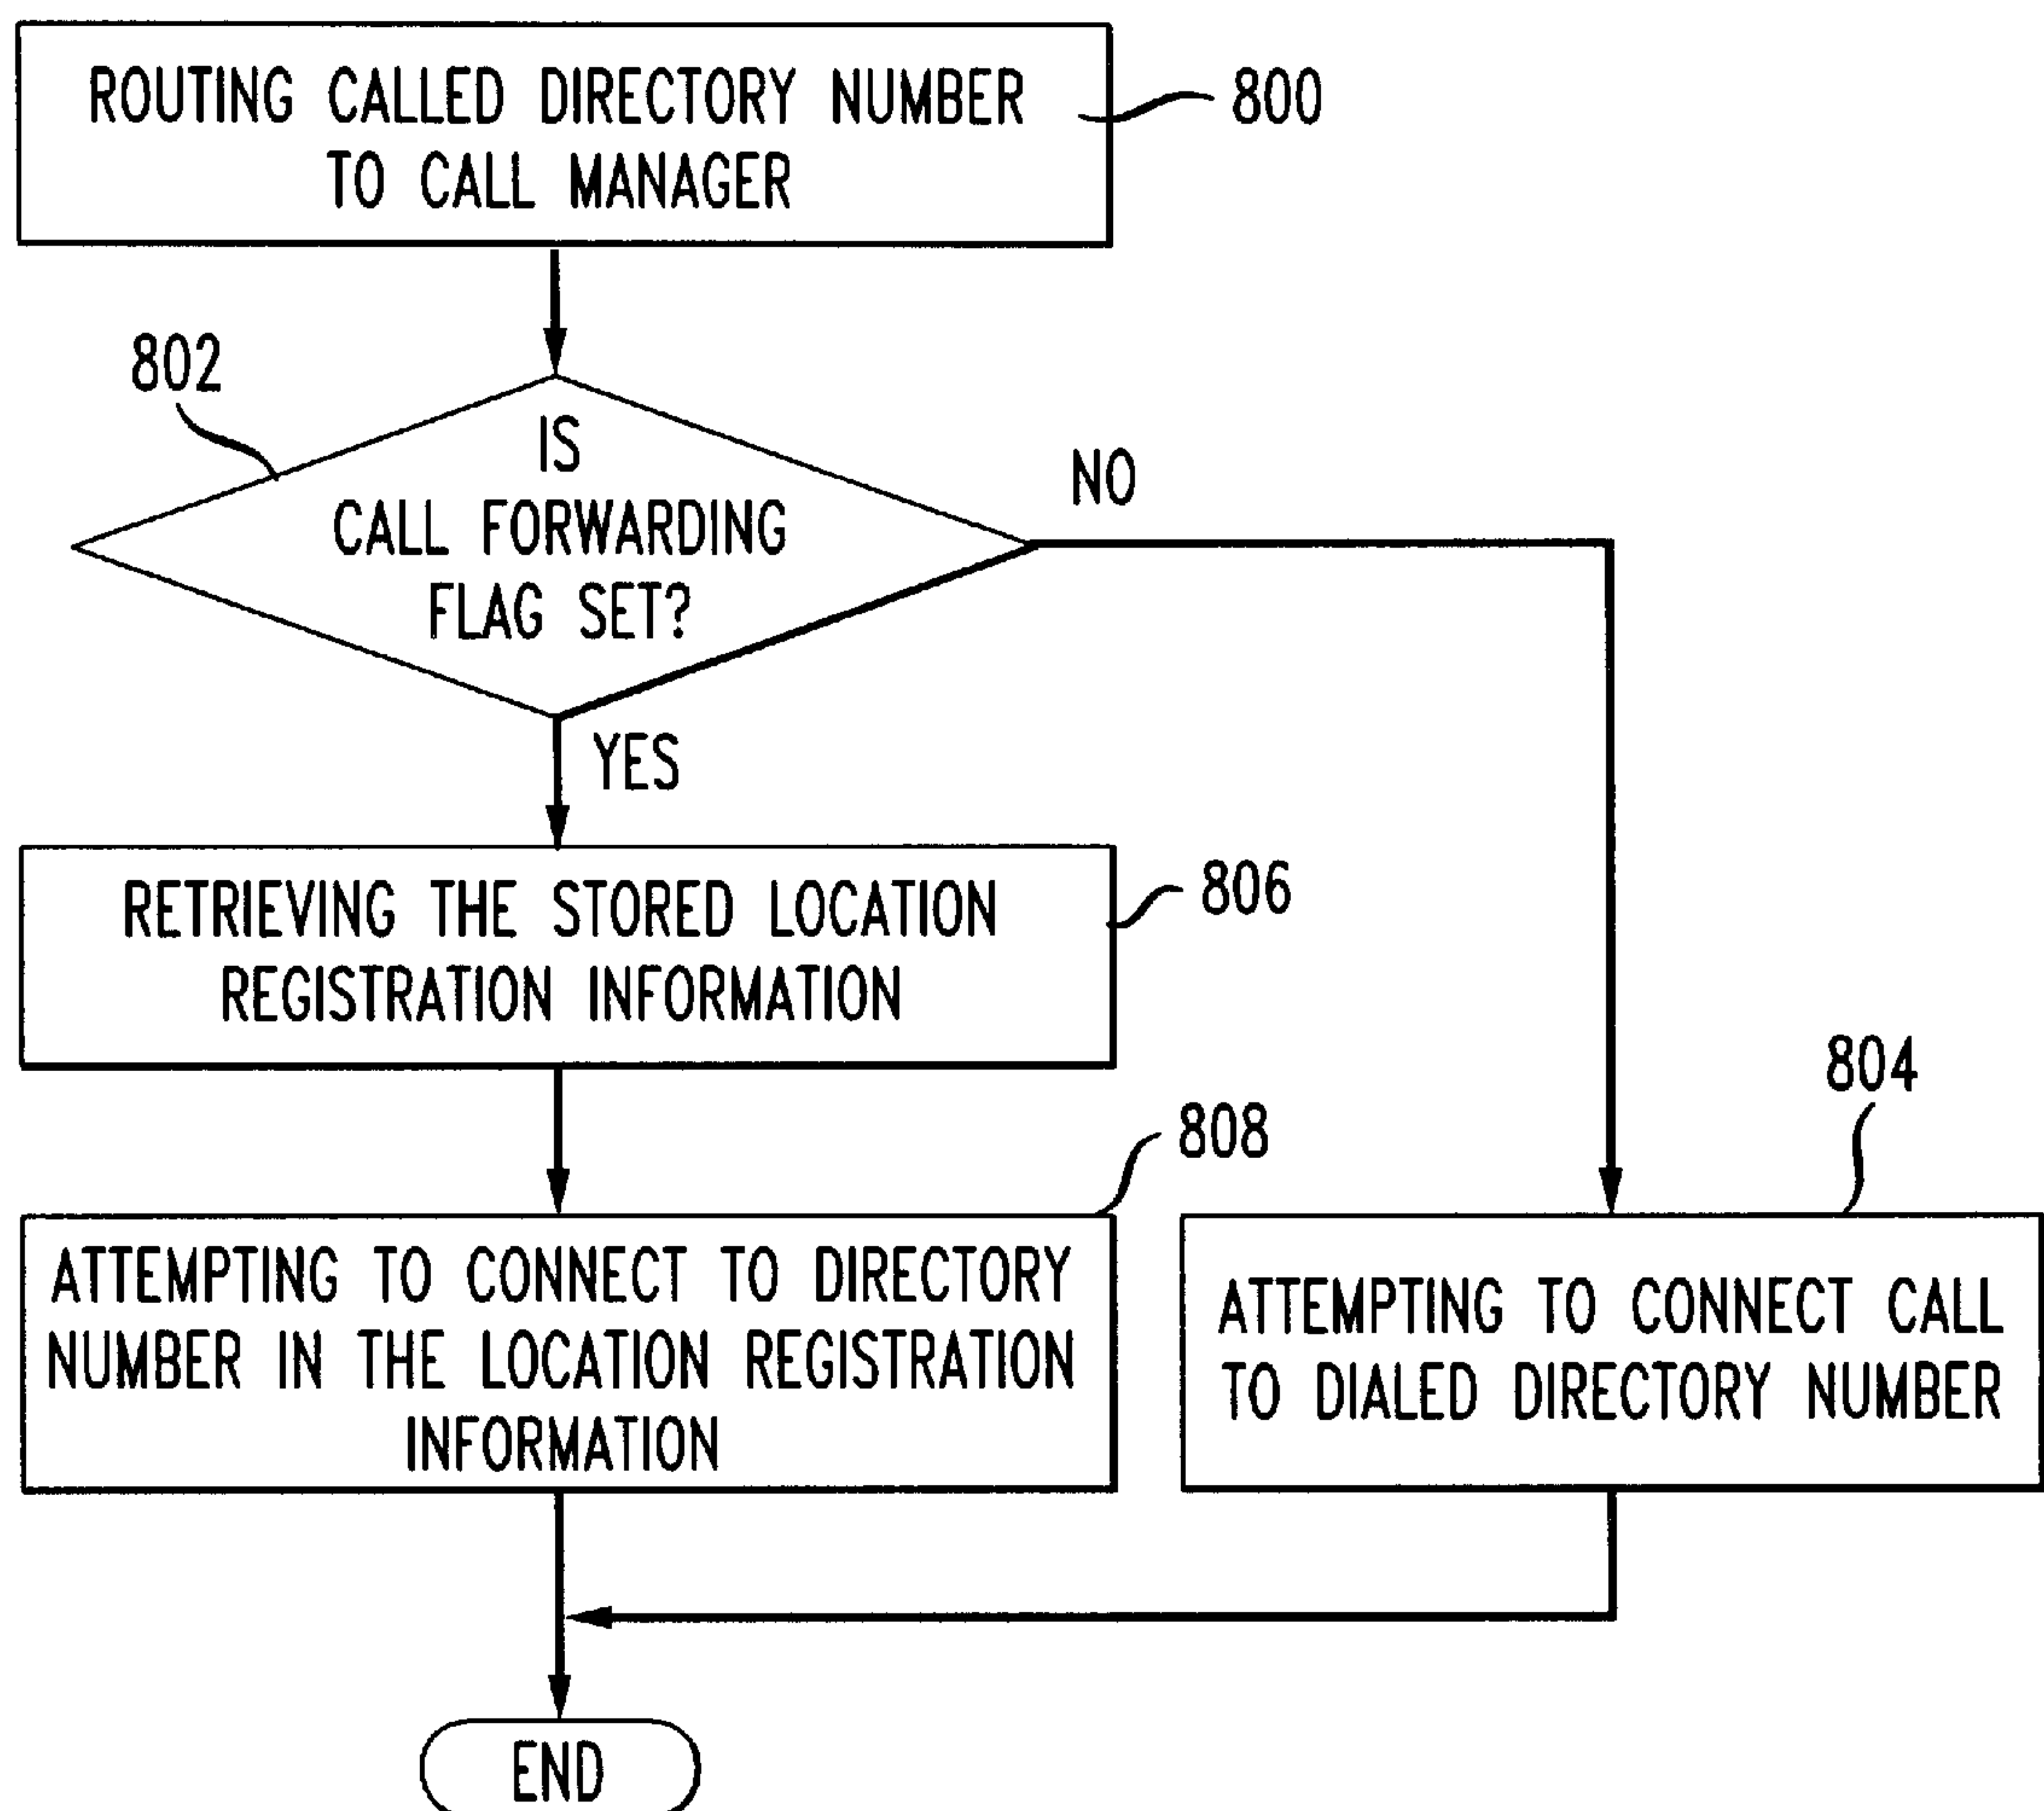 ROUTING CALLED DIRECTORY NUMBER
TO CALL MANAGER
800
802
IS
CALL FORWARDING
FLAG SET?
NO
YES
RETRIEVING THE STORED LOCATION
REGISTRATION INFORMATION
806
808
804
ATTEMPTING TO CONNECT TO DIRECTORY
NUMBER IN THE LOCATION REGISTRATION
INFORMATION
ATTEMPTING TO CONNECT CALL
TO DIALED DIRECTORY NUMBER
END